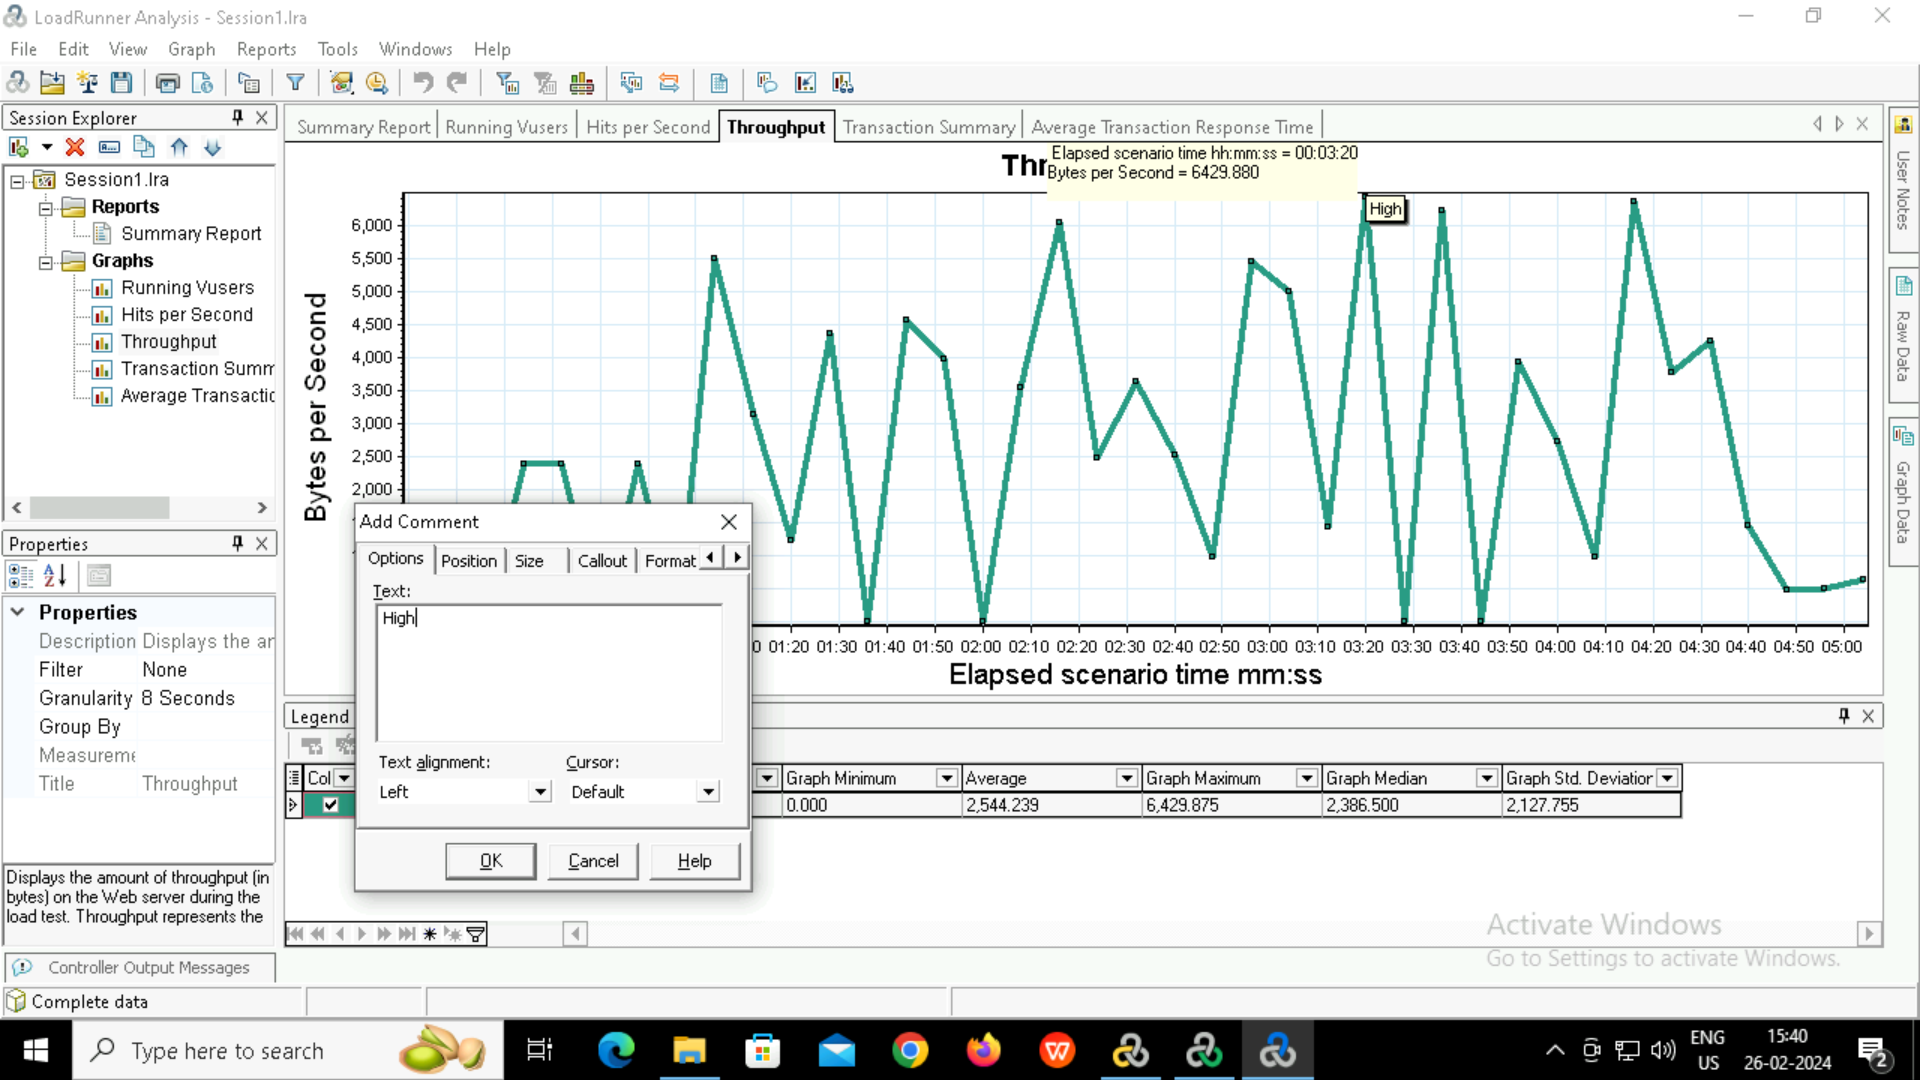 LoadRunner Analysis - Session1.lra
File Edit View Graph Reports Tools Windows Help
Session Explorer
Session1.lra
Reports
Summary Report
Graphs
Running Vusers
Hits per Second
Throughput
Transaction Summ
Average Transactic
Properties
Properties
Description Displays the ar
Filter None
Granularity 8 Seconds
Group By
Measureme
Title Throughput
Displays the amount of throughput (in
bytes) on the Web server during the
load test. Throughput represents the
Controller Output Messages
Complete data
Summary Report Running Vusers Hits per Second Throughput Transaction Summary Average Transaction Response Time
Thr
Elapsed scenario time hh:mm:ss = 00:03:20
Bytes per Second = 6429.880
High
Bytes per Second
6,000
5,500
5,000
4,500
4,000
3,500
3,000
2,500
2,000
0 01:20 01:30 01:40 01:50 02:00 02:10 02:20 02:30 02:40 02:50 03:00 03:10 03:20 03:30 03:40 03:50 04:00 04:10 04:20 04:30 04:40 04:50 05:00
Elapsed scenario time mm:ss
Add Comment
Options Position Size Callout Format
Text:
High
Text alignment: Cursor:
Left Default
OK Cancel Help
Legend
Col Graph Minimum Average Graph Maximum Graph Median Graph Std. Deviation
0.000 2,544.239 6,429.875 2,386.500 2,127.755
User Notes
Raw Data
Graph Data
Activate Windows
Go to Settings to activate Windows.
Type here to search
ENG
US
15:40
26-02-2024
2